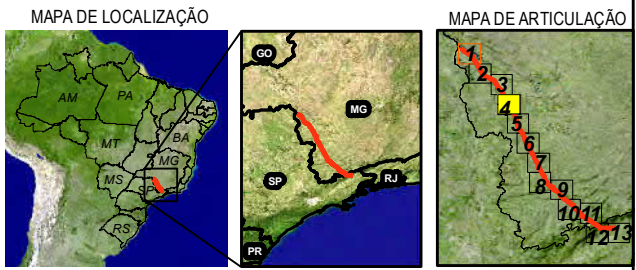 MAPA DE LOCALIZAÇÃO
AM
PA
MT
BA
MG
MS
SP
RS
GO
MG
SP
RJ
PR
MAPA DE ARTICULAÇÃO
1
2
3
4
5
6
7
8
9
10
11
12
13